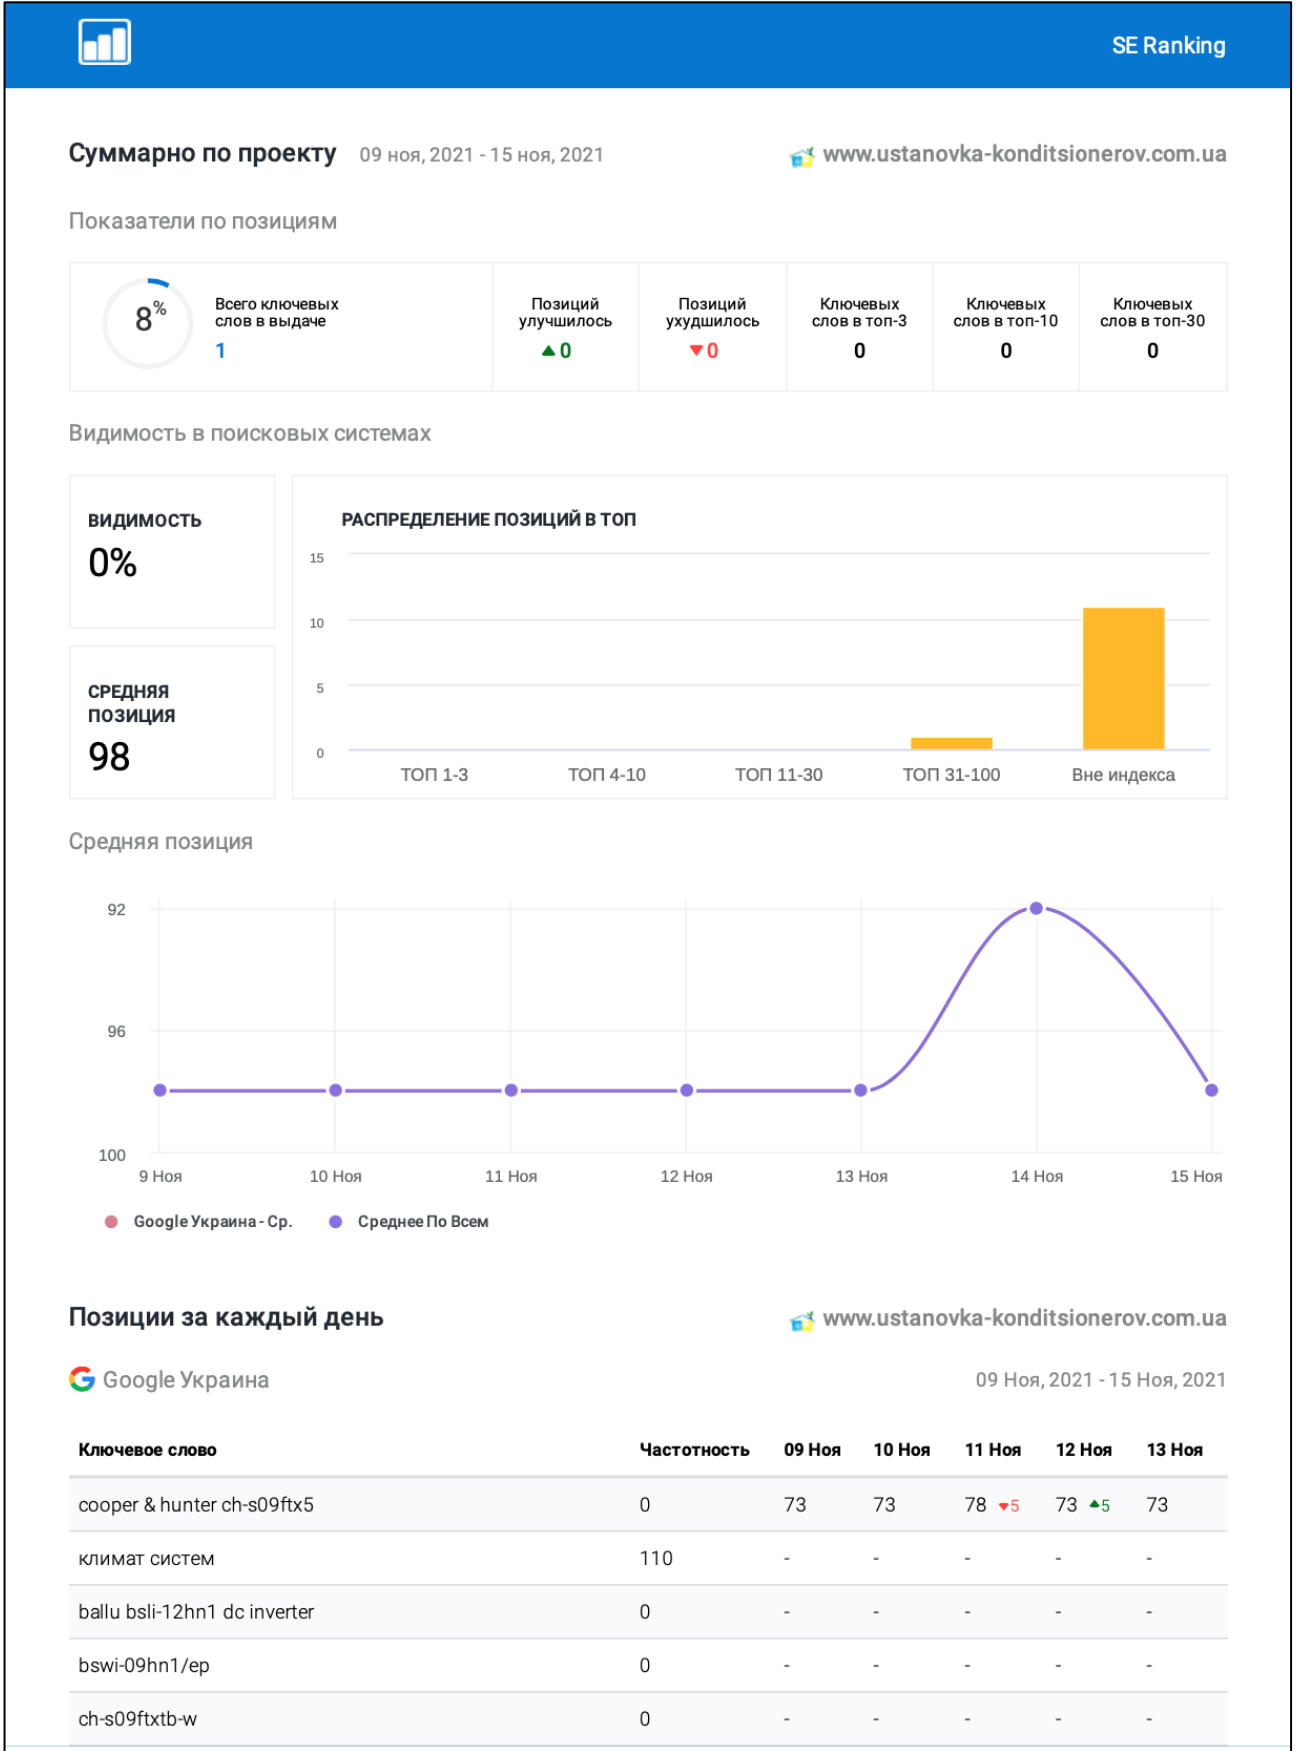 SE Ranking
Суммарно по проекту 09 ноя, 2021 - 15 ноя, 2021 www.ustanovka-konditsionerov.com.ua
Показатели по позициям
8%
Всего ключевых
слов в выдаче
1
Позиций
улучшилось
▲0
Позиций
ухудшилось
▼0
Ключевых
слов в топ-3
0
Ключевых
слов в топ-10
0
Ключевых
слов в топ-30
0
Видимость в поисковых системах
ВИДИМОСТЬ
0%
СРЕДНЯЯ
ПОЗИЦИЯ
98
РАСПРЕДЕЛЕНИЕ ПОЗИЦИЙ В ТОП
15
10
5
0
ТОП 1-3 ТОП 4-10 ТОП 11-30 ТОП 31-100 Вне индекса
Средняя позиция
92
96
100
9 Ноя 10 Ноя 11 Ноя 12 Ноя 13 Ноя 14 Ноя 15 Ноя
Google Украина - Ср. Среднее По Всем
Позиции за каждый день www.ustanovka-konditsionerov.com.ua
Google Украина 09 Ноя, 2021 - 15 Ноя, 2021
Ключевое слово Частотность 09 Ноя 10 Ноя 11 Ноя 12 Ноя 13 Ноя
cooper & hunter ch-s09ftx5 0 73 73 78 ▼5 73 ▲5 73
климат систем 110 - - - - -
ballu bsli-12hn1 dc inverter 0 - - - - -
bswi-09hn1/ep 0 - - - - -
ch-s09ftxtb-w 0 - - - - -